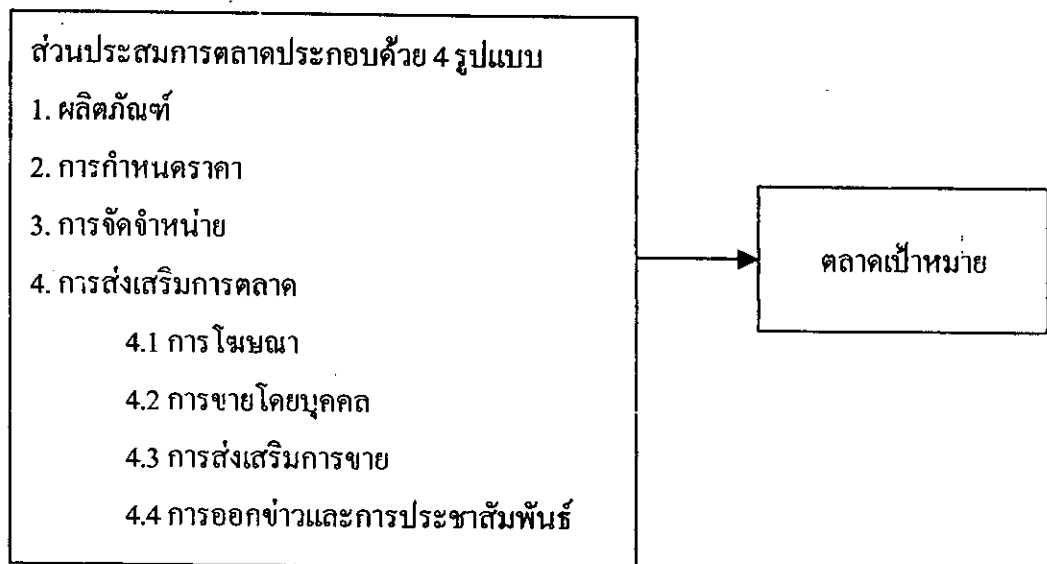 ส่วนประสมการตลาดประกอบด้วย 4 รูปแบบ
1. ผลิตภัณฑ์
2. การกำหนดราคา
3. การจัดจำหน่าย
4. การส่งเสริมการตลาด
4.1 การโฆษณา
4.2 การขายโดยบุคคล
4.3 การส่งเสริมการขาย
4.4 การออกข่าวและการประชาสัมพันธ์
ตลาดเป้าหมาย